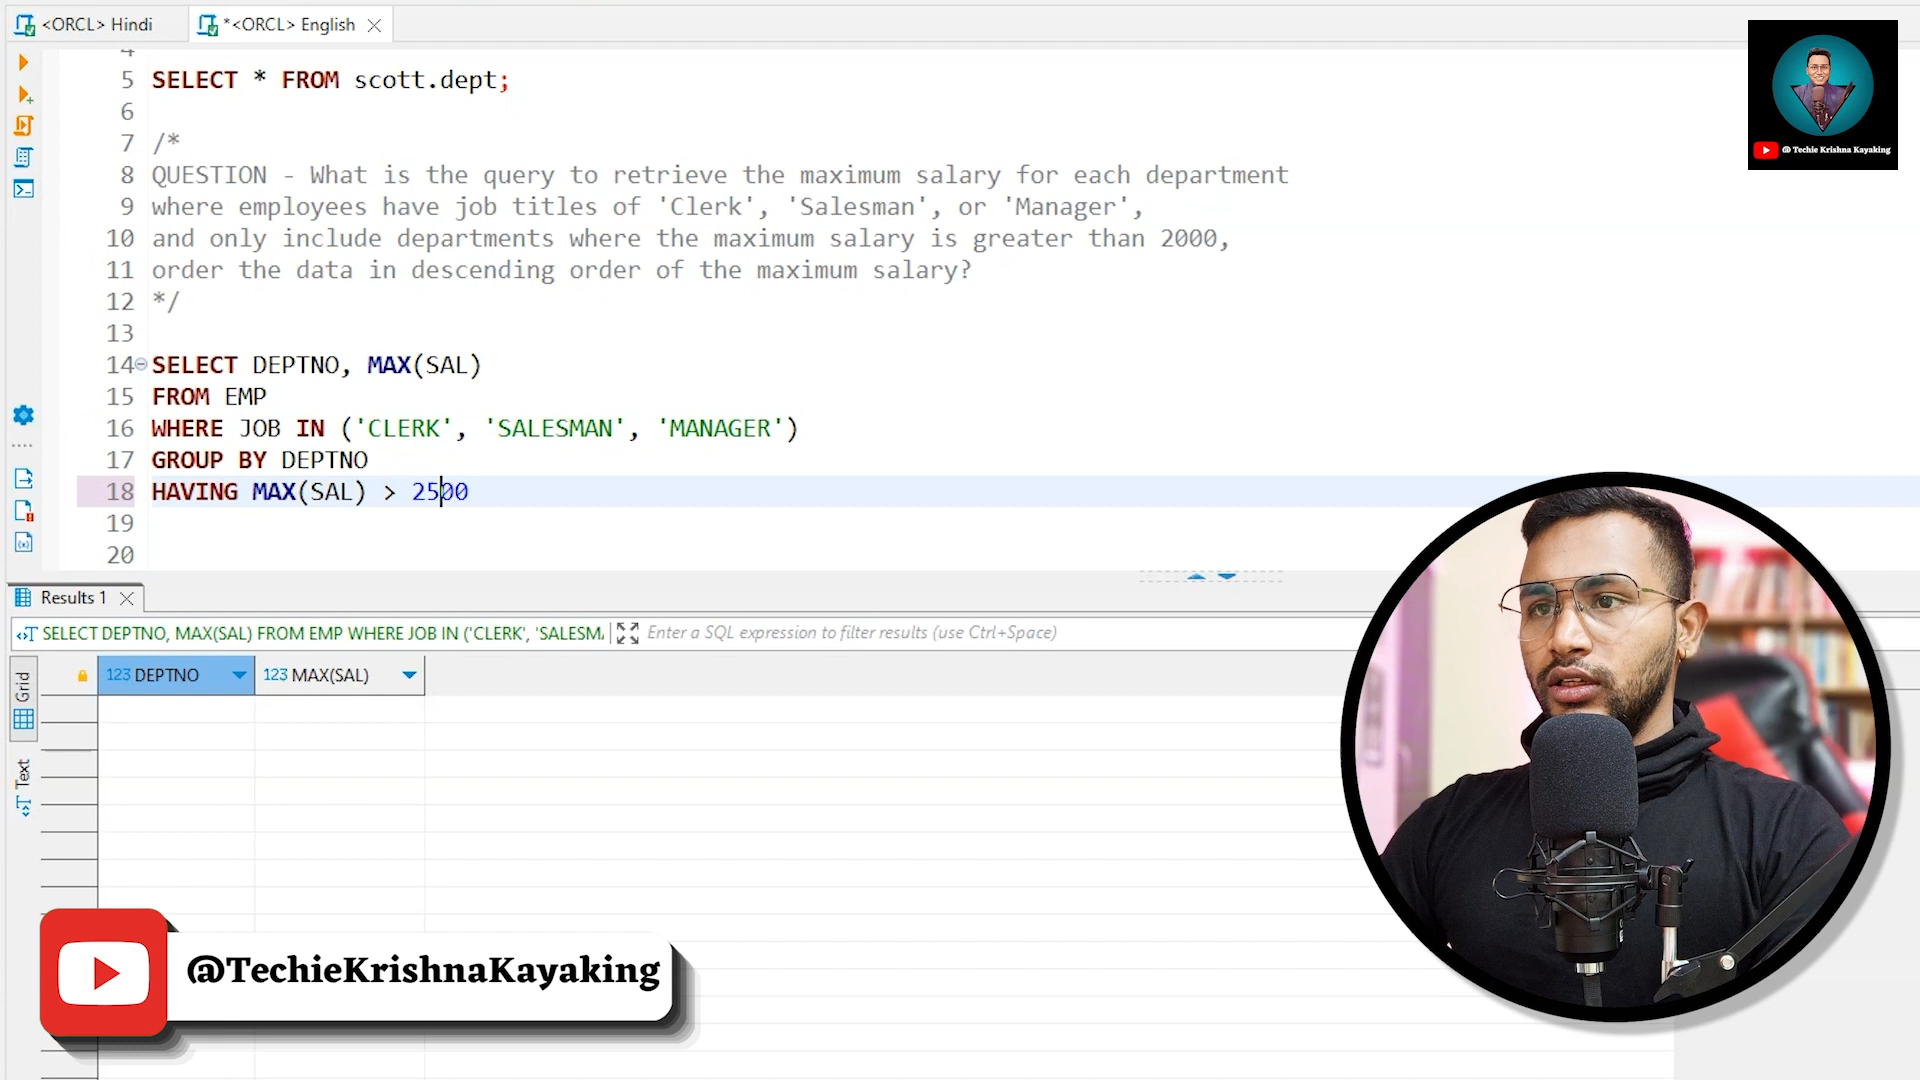 <ORCL> Hindi
*<ORCL> English
4
5 SELECT * FROM scott.dept;
6
7 /*
8 QUESTION - What is the query to retrieve the maximum salary for each department
9 where employees have job titles of 'Clerk', 'Salesman', or 'Manager',
10 and only include departments where the maximum salary is greater than 2000,
11 order the data in descending order of the maximum salary?
12 */
13
14 SELECT DEPTNO, MAX(SAL)
15 FROM EMP
16 WHERE JOB IN ('CLERK', 'SALESMAN', 'MANAGER')
17 GROUP BY DEPTNO
18 HAVING MAX(SAL) > 2500
19
20
@ Techie Krishna Kayaking
Results 1
SELECT DEPTNO, MAX(SAL) FROM EMP WHERE JOB IN ('CLERK', 'SALESM
Enter a SQL expression to filter results (use Ctrl+Space)
Grid
Text
123 DEPTNO
123 MAX(SAL)
@TechieKrishnaKayaking